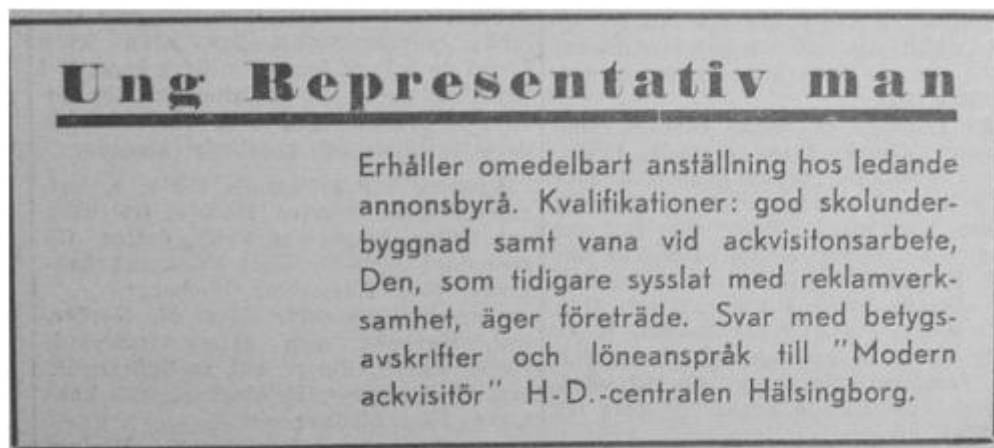 Ung Representativ man
Erhåller omedelbart anställning hos ledande
annonsbyrå. Kvalifikationer: god skolunder-
byggnad samt vana vid ackvisitonsarbete,
Den, som tidigare sysslat med reklamverk-
samhet, äger företräde. Svar med betygs-
avskrifter och löneanspråk till "Modern
ackvisitör" H-D.-centralen Hälsingborg.